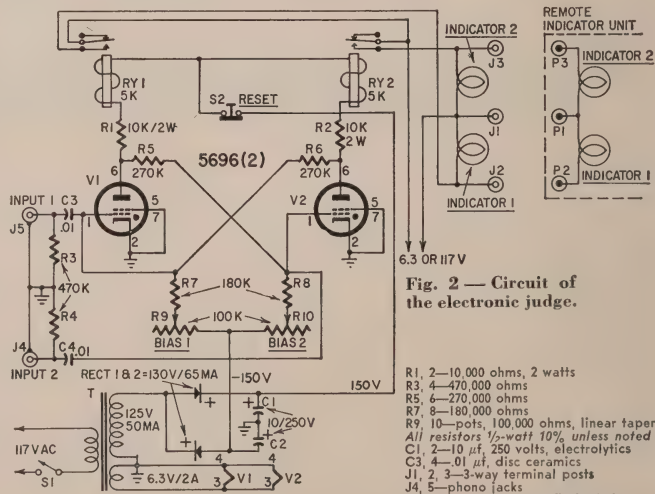 INDICATOR 2
J3
J1
J2
INDICATOR 1
REMOTE
INDICATOR UNIT
INDICATOR 2
P3
P1
P2
INDICATOR 1
RY1
5K
S2 RESET
RY2
5K
R1 10K/2W
R2 10K
2W
R5
270K
5696(2)
R6
270K
6
V1
5
7
1
2
6
V2
5
7
1
2
INPUT 1
J5
C3
.01
R3
470K
R4
J4
INPUT 2
C4 .01
R7
180K
R8
R9
100K
R10
BIAS 1
BIAS 2
6.3 OR 117 V
Fig. 2 — Circuit of
the electronic judge.
RECT 1 & 2=130V/65MA
-150V
150V
T
125V
50MA
+
+
+
+
C1
10/250V
C2
117VAC
S1
6.3V/2A
4
3
V1
4
3
V2
R1, 2—10,000 ohms, 2 watts
R3, 4—470,000 ohms
R5, 6—270,000 ohms
R7, 8—180,000 ohms
R9, 10—pots, 100,000 ohms, linear taper
All resistors ½-watt 10% unless noted
C1, 2—10 μf, 250 volts, electrolytics
C3, 4—.01 μf, disc ceramics
J1, 2, 3—3-way terminal posts
J4, 5—phono jacks